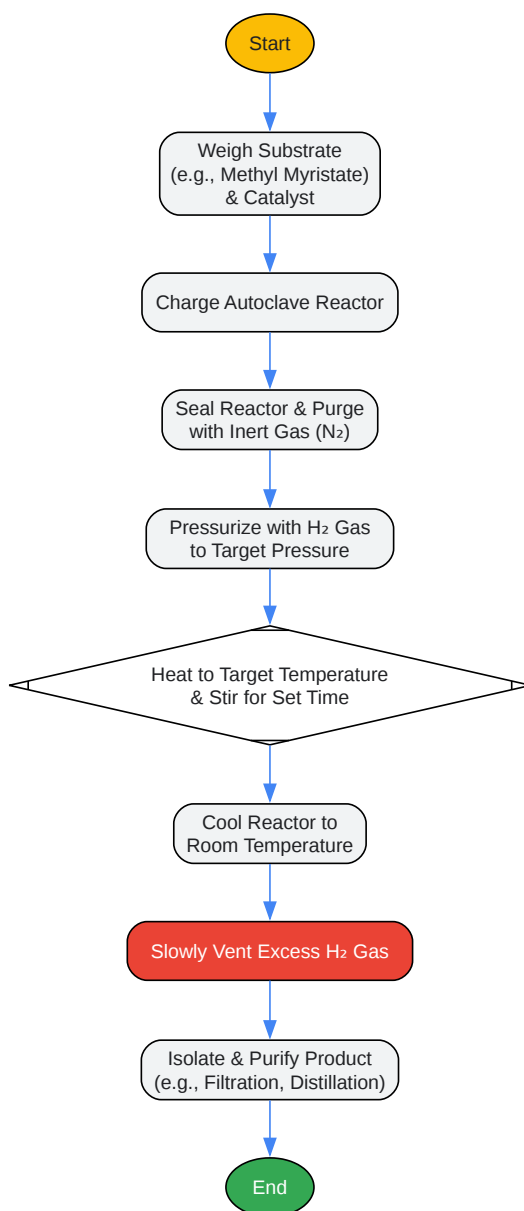 Start
Weigh Substrate
(e.g., Methyl Myristate)
& Catalyst
Charge Autoclave Reactor
Seal Reactor & Purge
with Inert Gas (N₂)
Pressurize with H₂ Gas
to Target Pressure
Heat to Target Temperature
& Stir for Set Time
Cool Reactor to
Room Temperature
Slowly Vent Excess H₂ Gas
Isolate & Purify Product
(e.g., Filtration, Distillation)
End